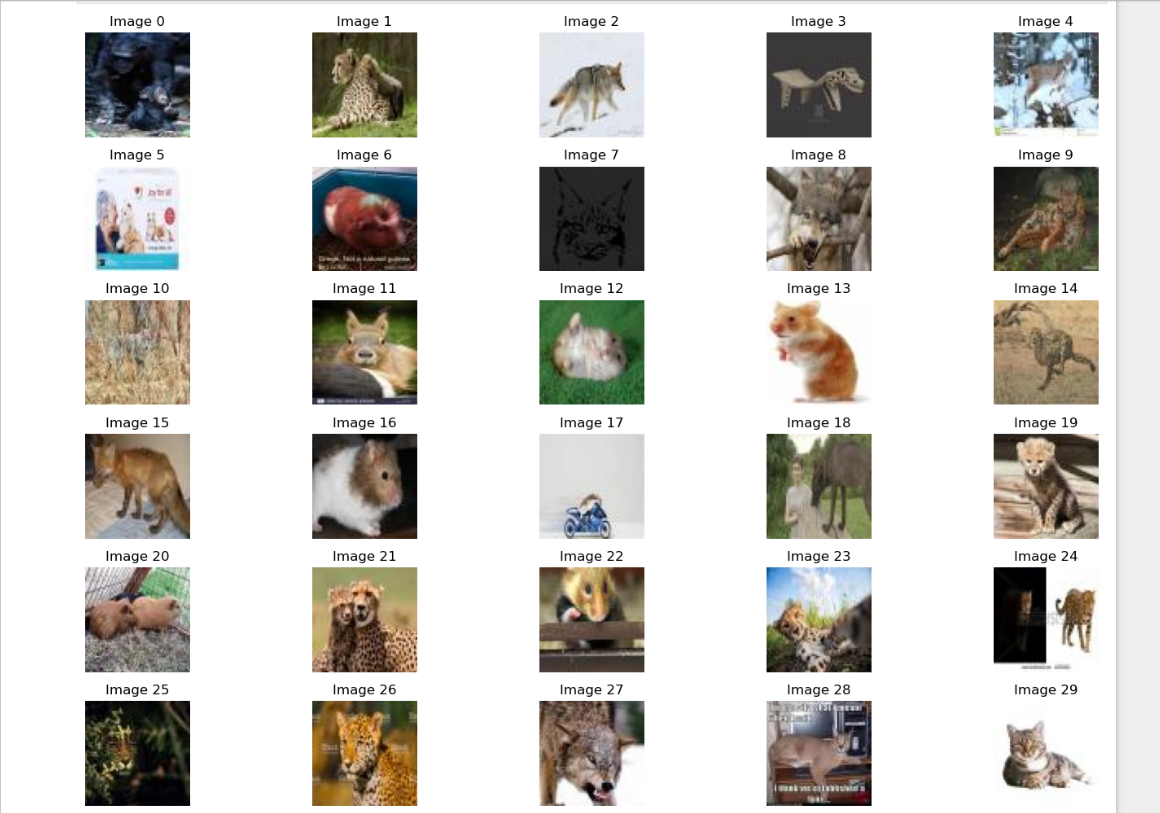 Image 0
Image 1
Image 2
Image 3
Image 4
Image 5
Image 6
Image 7
Image 8
Image 9
Joy for All
Image 10
Image 11
Image 12
Image 13
Image 14
Image 15
Image 16
Image 17
Image 18
Image 19
Image 20
Image 21
Image 22
Image 23
Image 24
Image 25
Image 26
Image 27
Image 28
Image 29